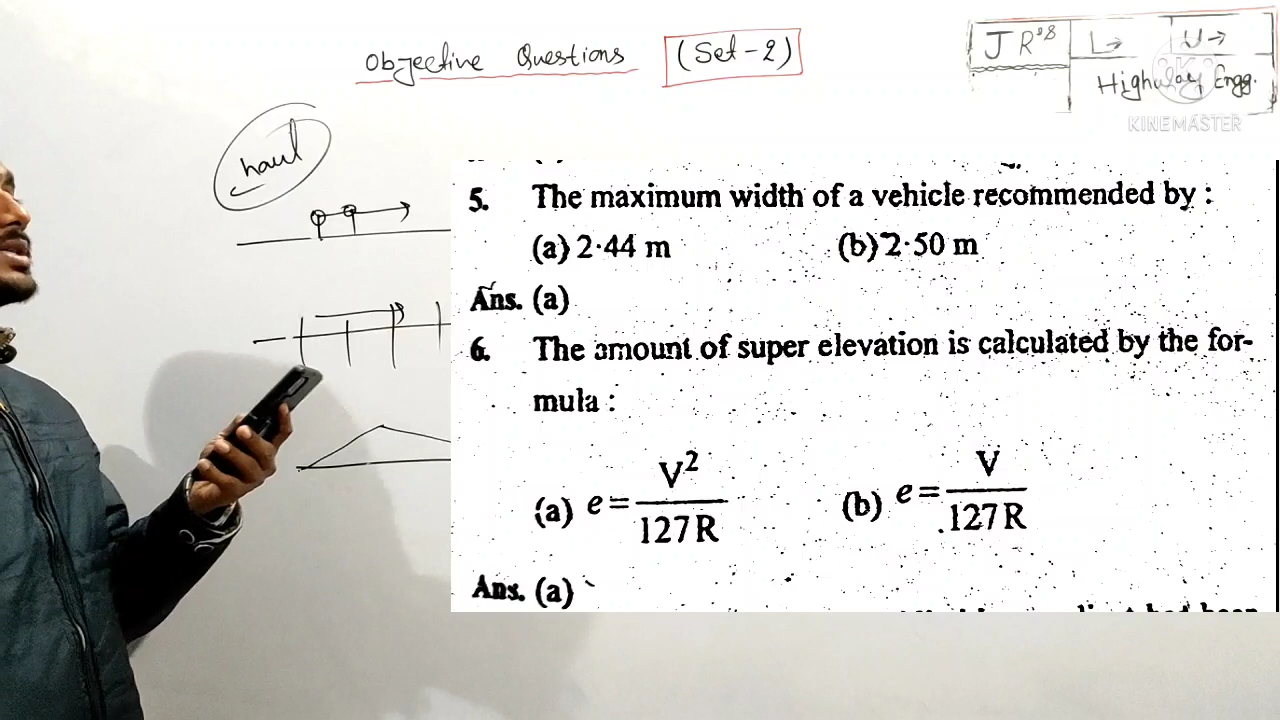 Objective Questions (Set-2)
JR's L→ U→
Highway Engg.
KINEMASTER
haul
5. The maximum width of a vehicle recommended by :
(a) 2·44 m (b) 2·50 m
Ans. (a)
6. The amount of super elevation is calculated by the for-
mula :
(a) e = V²/127R (b) e = V/127R
Ans. (a)